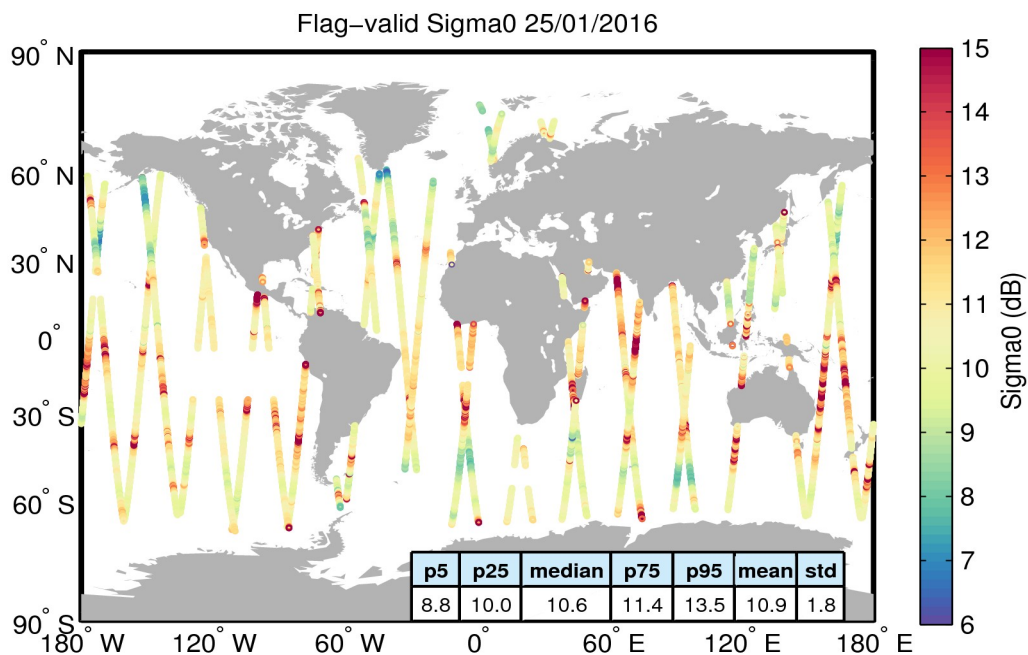 Flag−valid Sigma0 25/01/2016
90° N
60° N
30° N
0°
30° S
60° S
90° S
180° W
120° W
60° W
0°
60° E
120° E
180° E
15
14
13
12
11
10
9
8
7
6
Sigma0 (dB)
p5 p25 median p75 p95 mean std
8.8 10.0 10.6 11.4 13.5 10.9 1.8